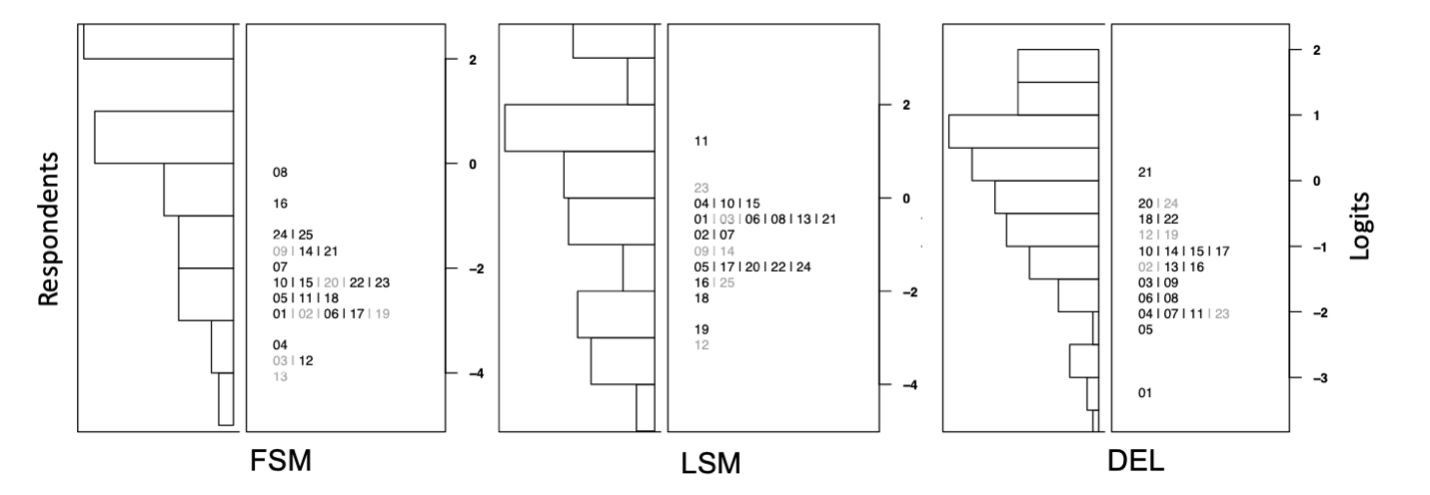 Respondents
08
16
24 | 25
09 | 14 | 21
07
10 | 15 | 20 | 22 | 23
05 | 11 | 18
01 | 02 | 06 | 17 | 19
04
03 | 12
13
2
0
−2
−4
FSM
11
23
04 | 10 | 15
01 | 03 | 06 | 08 | 13 | 21
02 | 07
09 | 14
05 | 17 | 20 | 22 | 24
16 | 25
18
19
12
2
0
−2
−4
LSM
21
20 | 24
18 | 22
12 | 19
10 | 14 | 15 | 17
02 | 13 | 16
03 | 09
06 | 08
04 | 07 | 11 | 23
05
01
2
1
0
−1
−2
−3
Logits
DEL